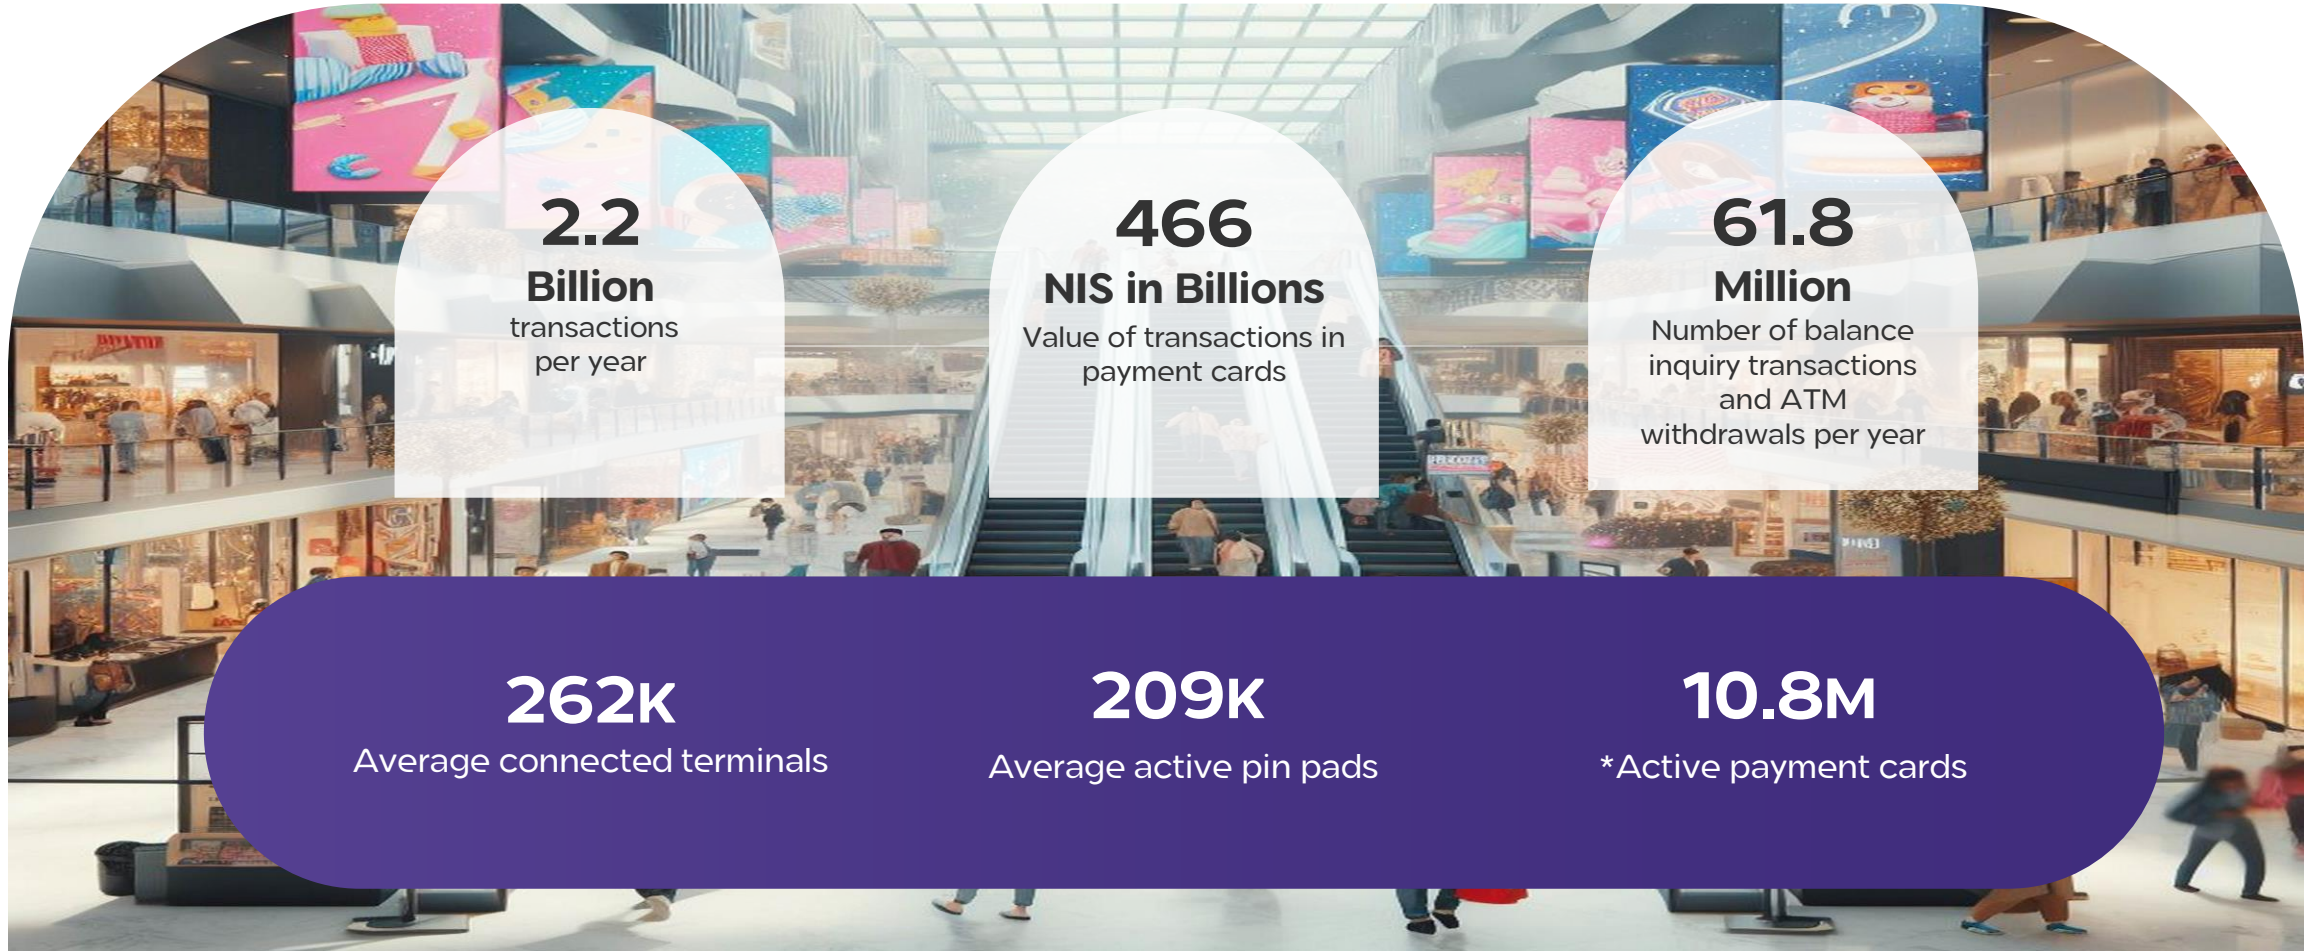 2.2
Billion
transactions
per year
466
NIS in Billions
Value of transactions in
payment cards
61.8
Million
Number of balance
inquiry transactions
and ATM
withdrawals per year
262K
Average connected terminals
209K
Average active pin pads
10.8M
*Active payment cards